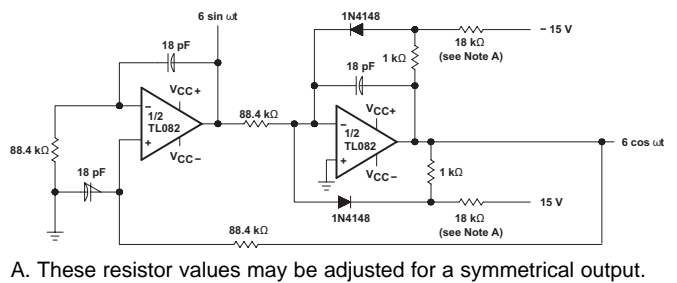 6 sin ωt
1N4148
− 15 V
18 pF
18 kΩ
(see Note A)
1 kΩ
18 pF
VCC+
88.4 kΩ
VCC+
−
1/2
TL082
+
VCC−
−
1/2
TL082
+
VCC−
6 cos ωt
88.4 kΩ
18 pF
1 kΩ
1N4148
15 V
18 kΩ
(see Note A)
88.4 kΩ
A. These resistor values may be adjusted for a symmetrical output.